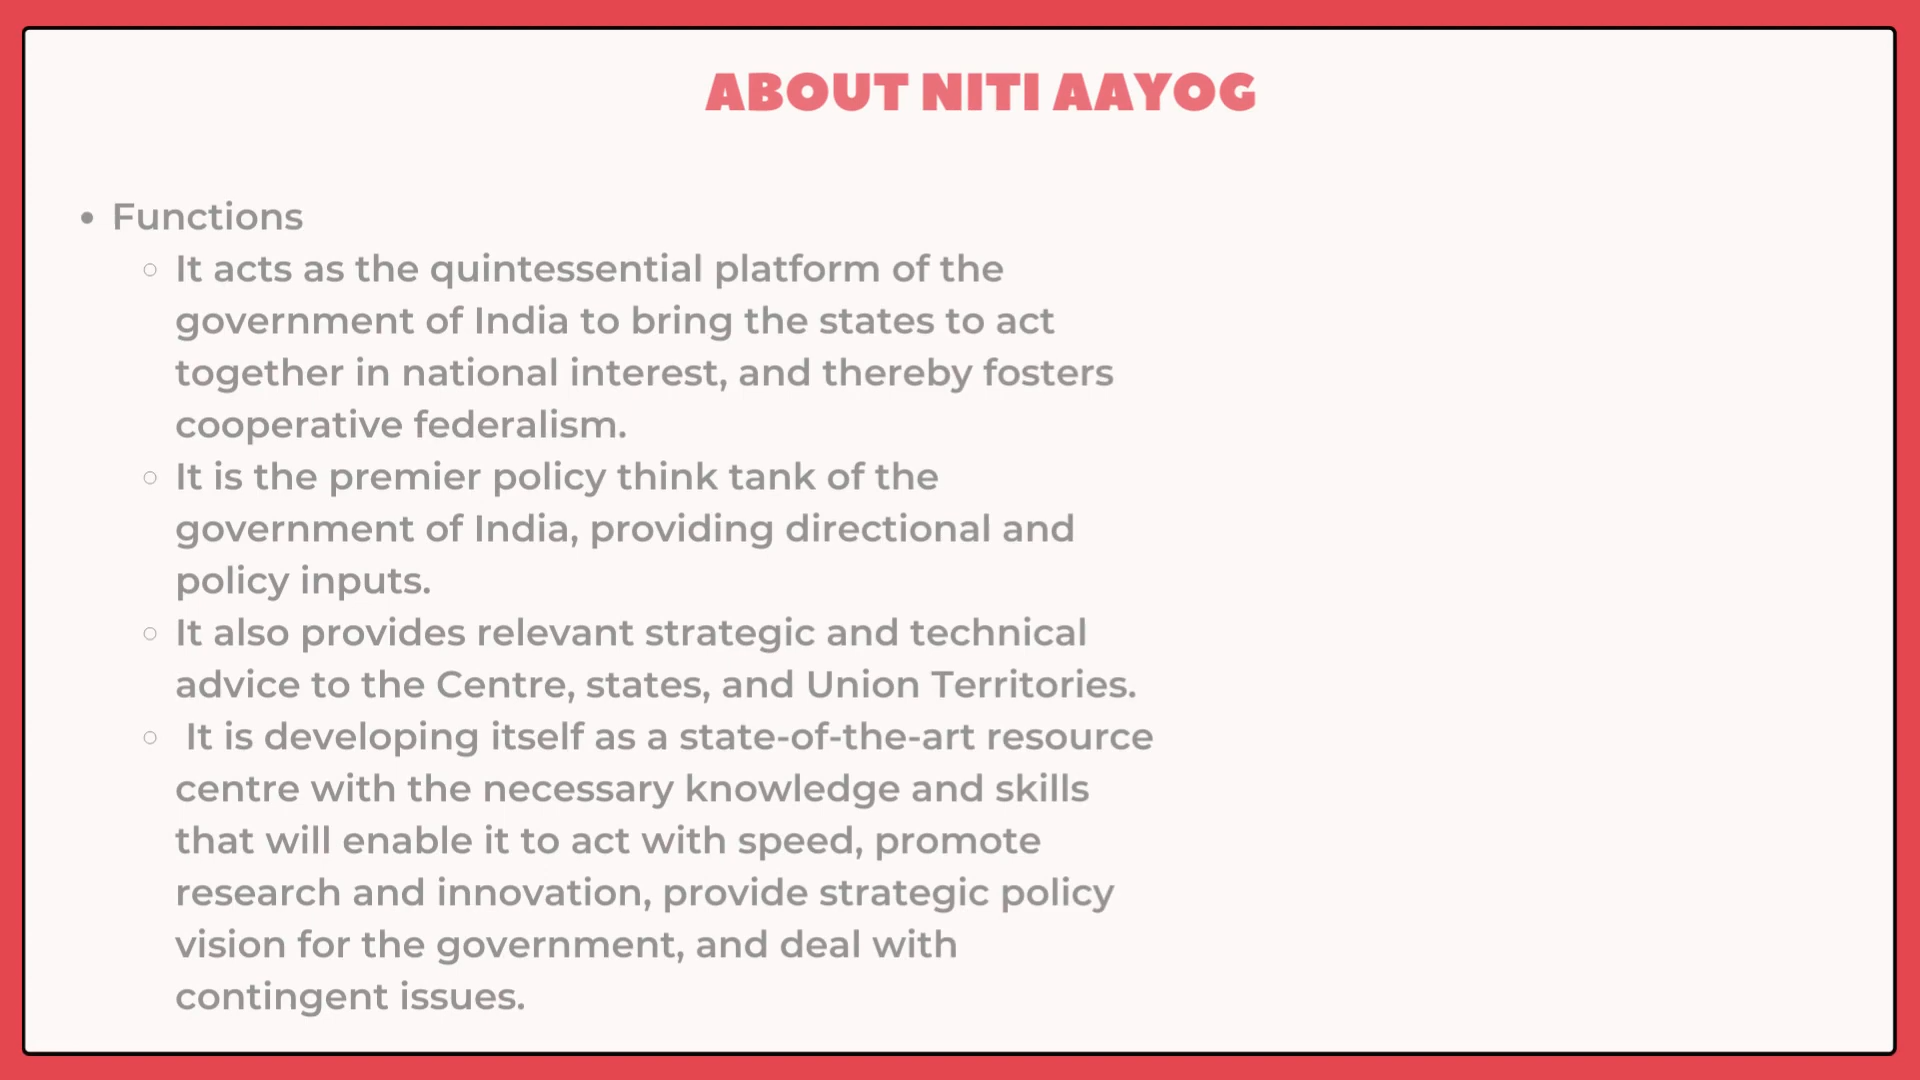 ABOUT NITI AAYOG
• Functions
○ It acts as the quintessential platform of the
government of India to bring the states to act
together in national interest, and thereby fosters
cooperative federalism.
○ It is the premier policy think tank of the
government of India, providing directional and
policy inputs.
○ It also provides relevant strategic and technical
advice to the Centre, states, and Union Territories.
○ It is developing itself as a state-of-the-art resource
centre with the necessary knowledge and skills
that will enable it to act with speed, promote
research and innovation, provide strategic policy
vision for the government, and deal with
contingent issues.